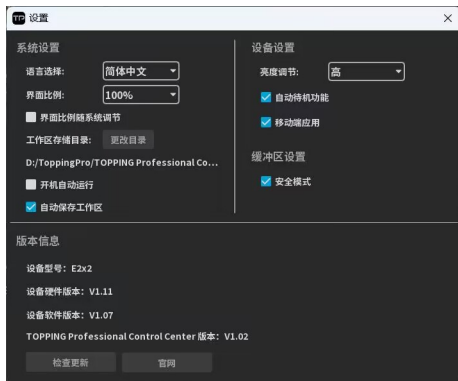 TP 设置
系统设置
语言选择: 简体中文
界面比例: 100%
界面比例随系统调节
工作区存储目录: 更改目录
D:/ToppingPro/TOPPING Professional Co...
开机自动运行
自动保存工作区
设备设置
亮度调节: 高
自动待机功能
移动端应用
缓冲区设置
安全模式
版本信息
设备型号: E2x2
设备硬件版本: V1.11
设备软件版本: V1.07
TOPPING Professional Control Center 版本: V1.02
检查更新 官网